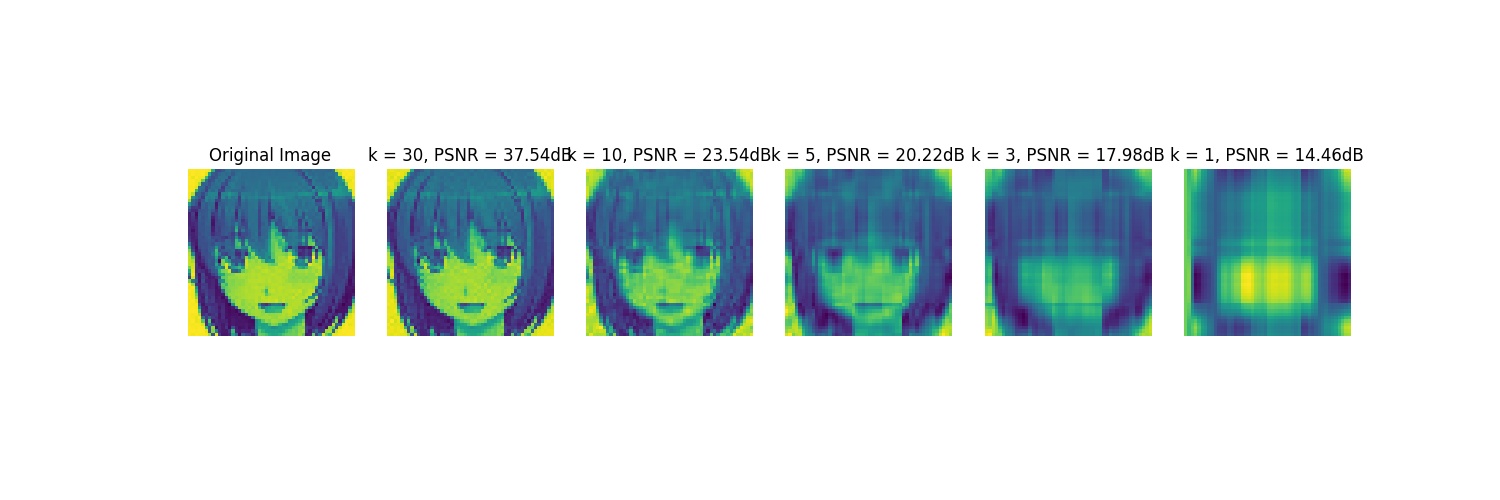 Original Image
k = 30, PSNR = 37.54dB
k = 10, PSNR = 23.54dB
k = 5, PSNR = 20.22dB
k = 3, PSNR = 17.98dB
k = 1, PSNR = 14.46dB